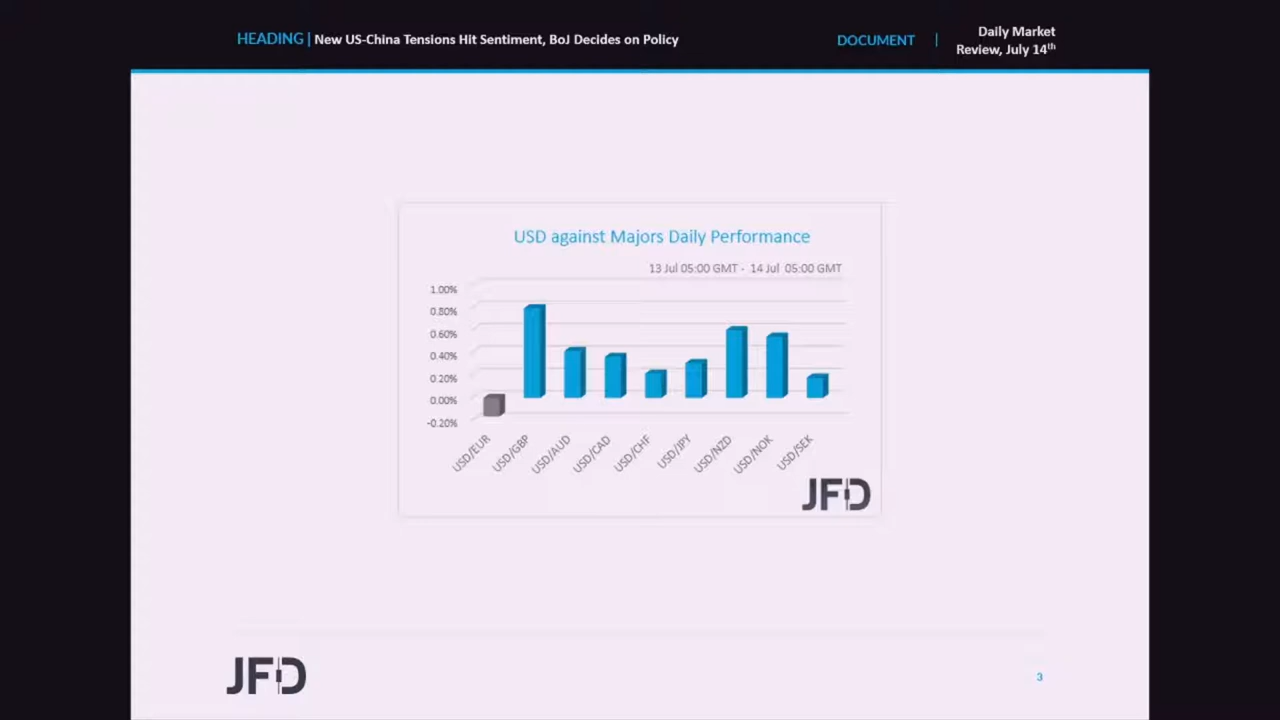 HEADING | New US-China Tensions Hit Sentiment, BoJ Decides on Policy
DOCUMENT | Daily Market
Review, July 14th
USD against Majors Daily Performance
13 Jul 05:00 GMT - 14 Jul 05:00 GMT
1.00%
0.80%
0.60%
0.40%
0.20%
0.00%
-0.20%
USD/EUR
USD/GBP
USD/AUD
USD/CAD
USD/CHF
USD/JPY
USD/NZD
USD/NOK
USD/SEK
JFD
JFD
3